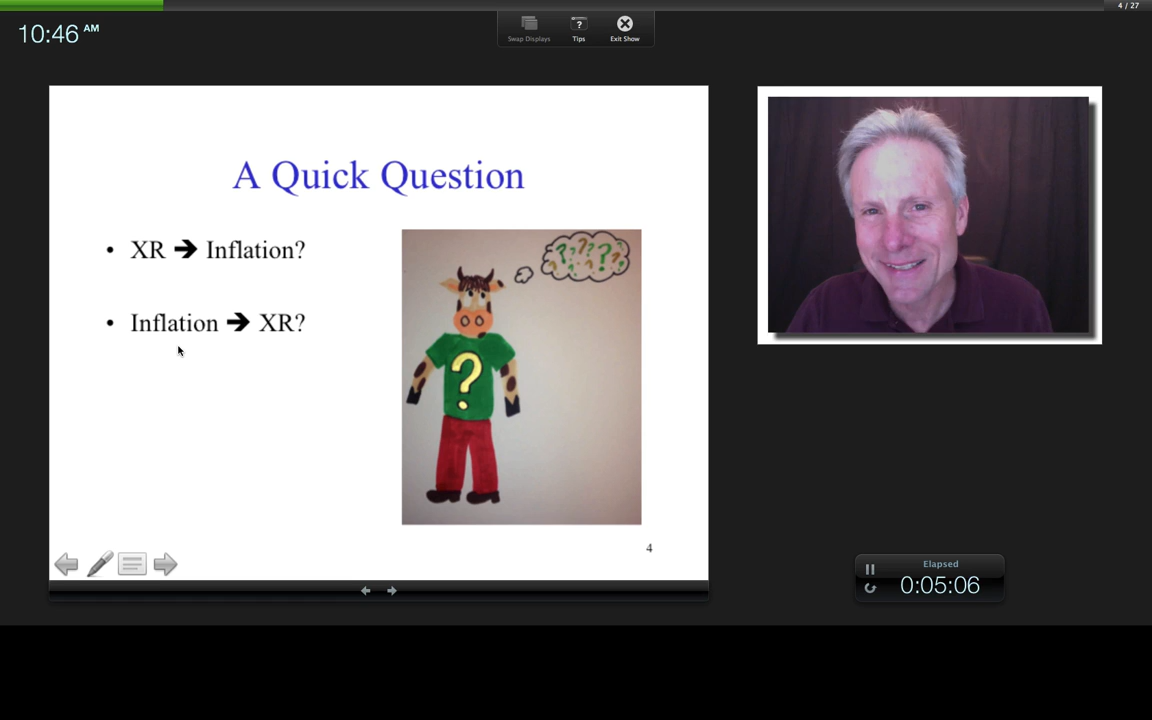 4 / 27
10:46 AM
Swap Displays
Tips
Exit Show
A Quick Question
• XR ➔ Inflation?
• Inflation ➔ XR?
?
4
Elapsed
0:05:06